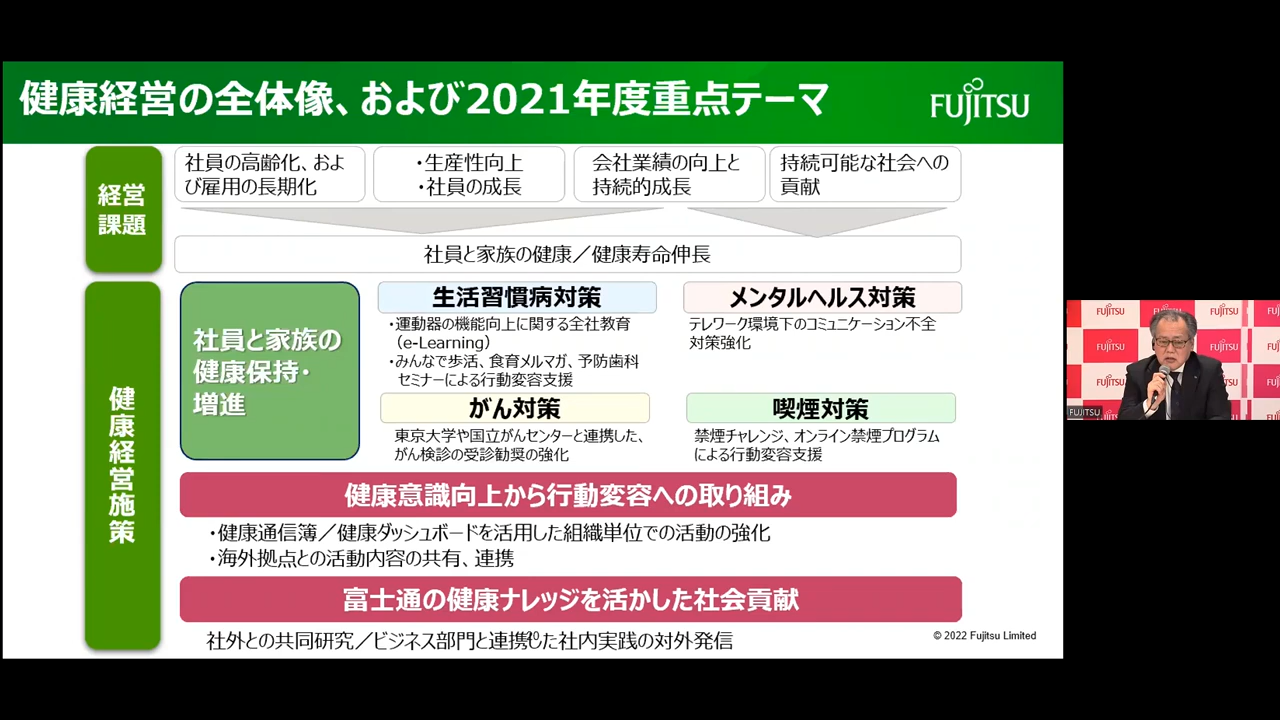 健康経営の全体像、および2021年度重点テーマ
FUJITSU
経営
課題
社員の高齢化、およ
び雇用の長期化
・生産性向上
・社員の成長
会社業績の向上と
持続的成長
持続可能な社会への
貢献
社員と家族の健康／健康寿命伸長
健康経営施策
社員と家族の
健康保持・
増進
生活習慣病対策
・運動器の機能向上に関する全社教育
（e-Learning）
・みんなで歩活、食育メルマガ、予防歯科
セミナーによる行動変容支援
メンタルヘルス対策
テレワーク環境下のコミュニケーション不全
対策強化
がん対策
東京大学や国立がんセンターと連携した、
がん検診の受診勧奨の強化
喫煙対策
禁煙チャレンジ、オンライン禁煙プログラム
による行動変容支援
健康意識向上から行動変容への取り組み
・健康通信簿／健康ダッシュボードを活用した組織単位での活動の強化
・海外拠点との活動内容の共有、連携
富士通の健康ナレッジを活かした社会貢献
社外との共同研究／ビジネス部門と連携した社内実践の対外発信
© 2022 Fujitsu Limited
FUJITSU
FUJITSU
FUJITSU
FUJITSU
FUJITSU
FUJITSU
FUJITSU